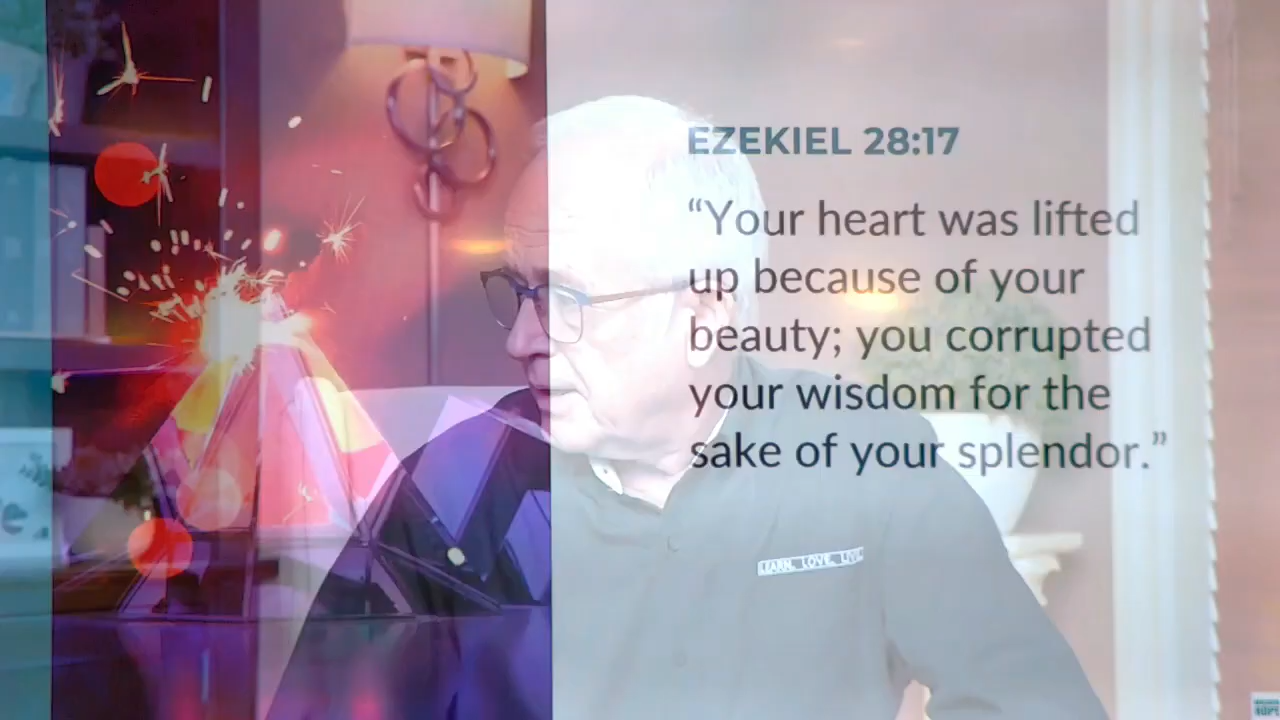 EZEKIEL 28:17
“Your heart was lifted
up because of your
beauty; you corrupted
your wisdom for the
sake of your splendor.”
LEARN. LOVE. LIVE.